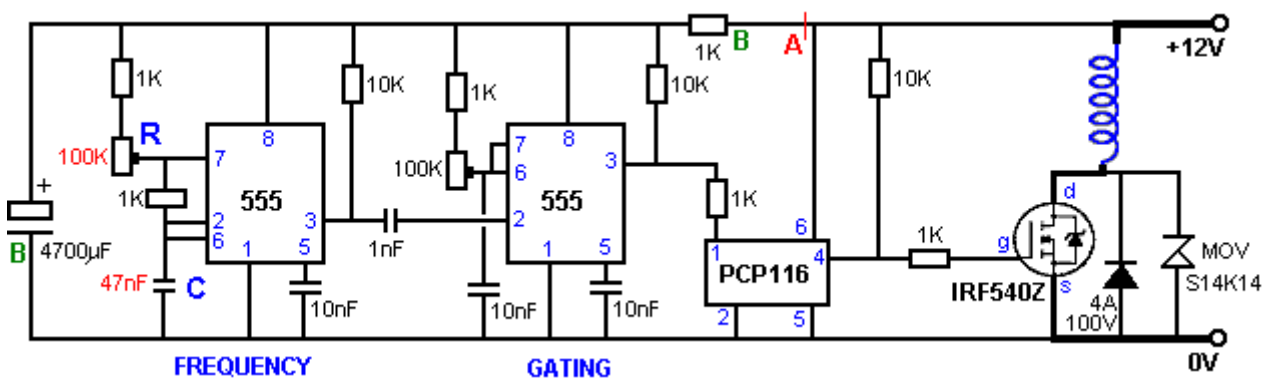 +12V
1K
B
A
1K
10K
1K
10K
10K
R
100K
7
8
555
1K
2
6
3
1
5
+
4700µF
B
47nF
C
10nF
1nF
100K
7
6
8
3
555
2
1
5
10nF
10nF
1K
1
6
4
PCP116
2
5
1K
g
d
s
IRF540Z
4A
100V
MOV
S14K14
0V
FREQUENCY
GATING